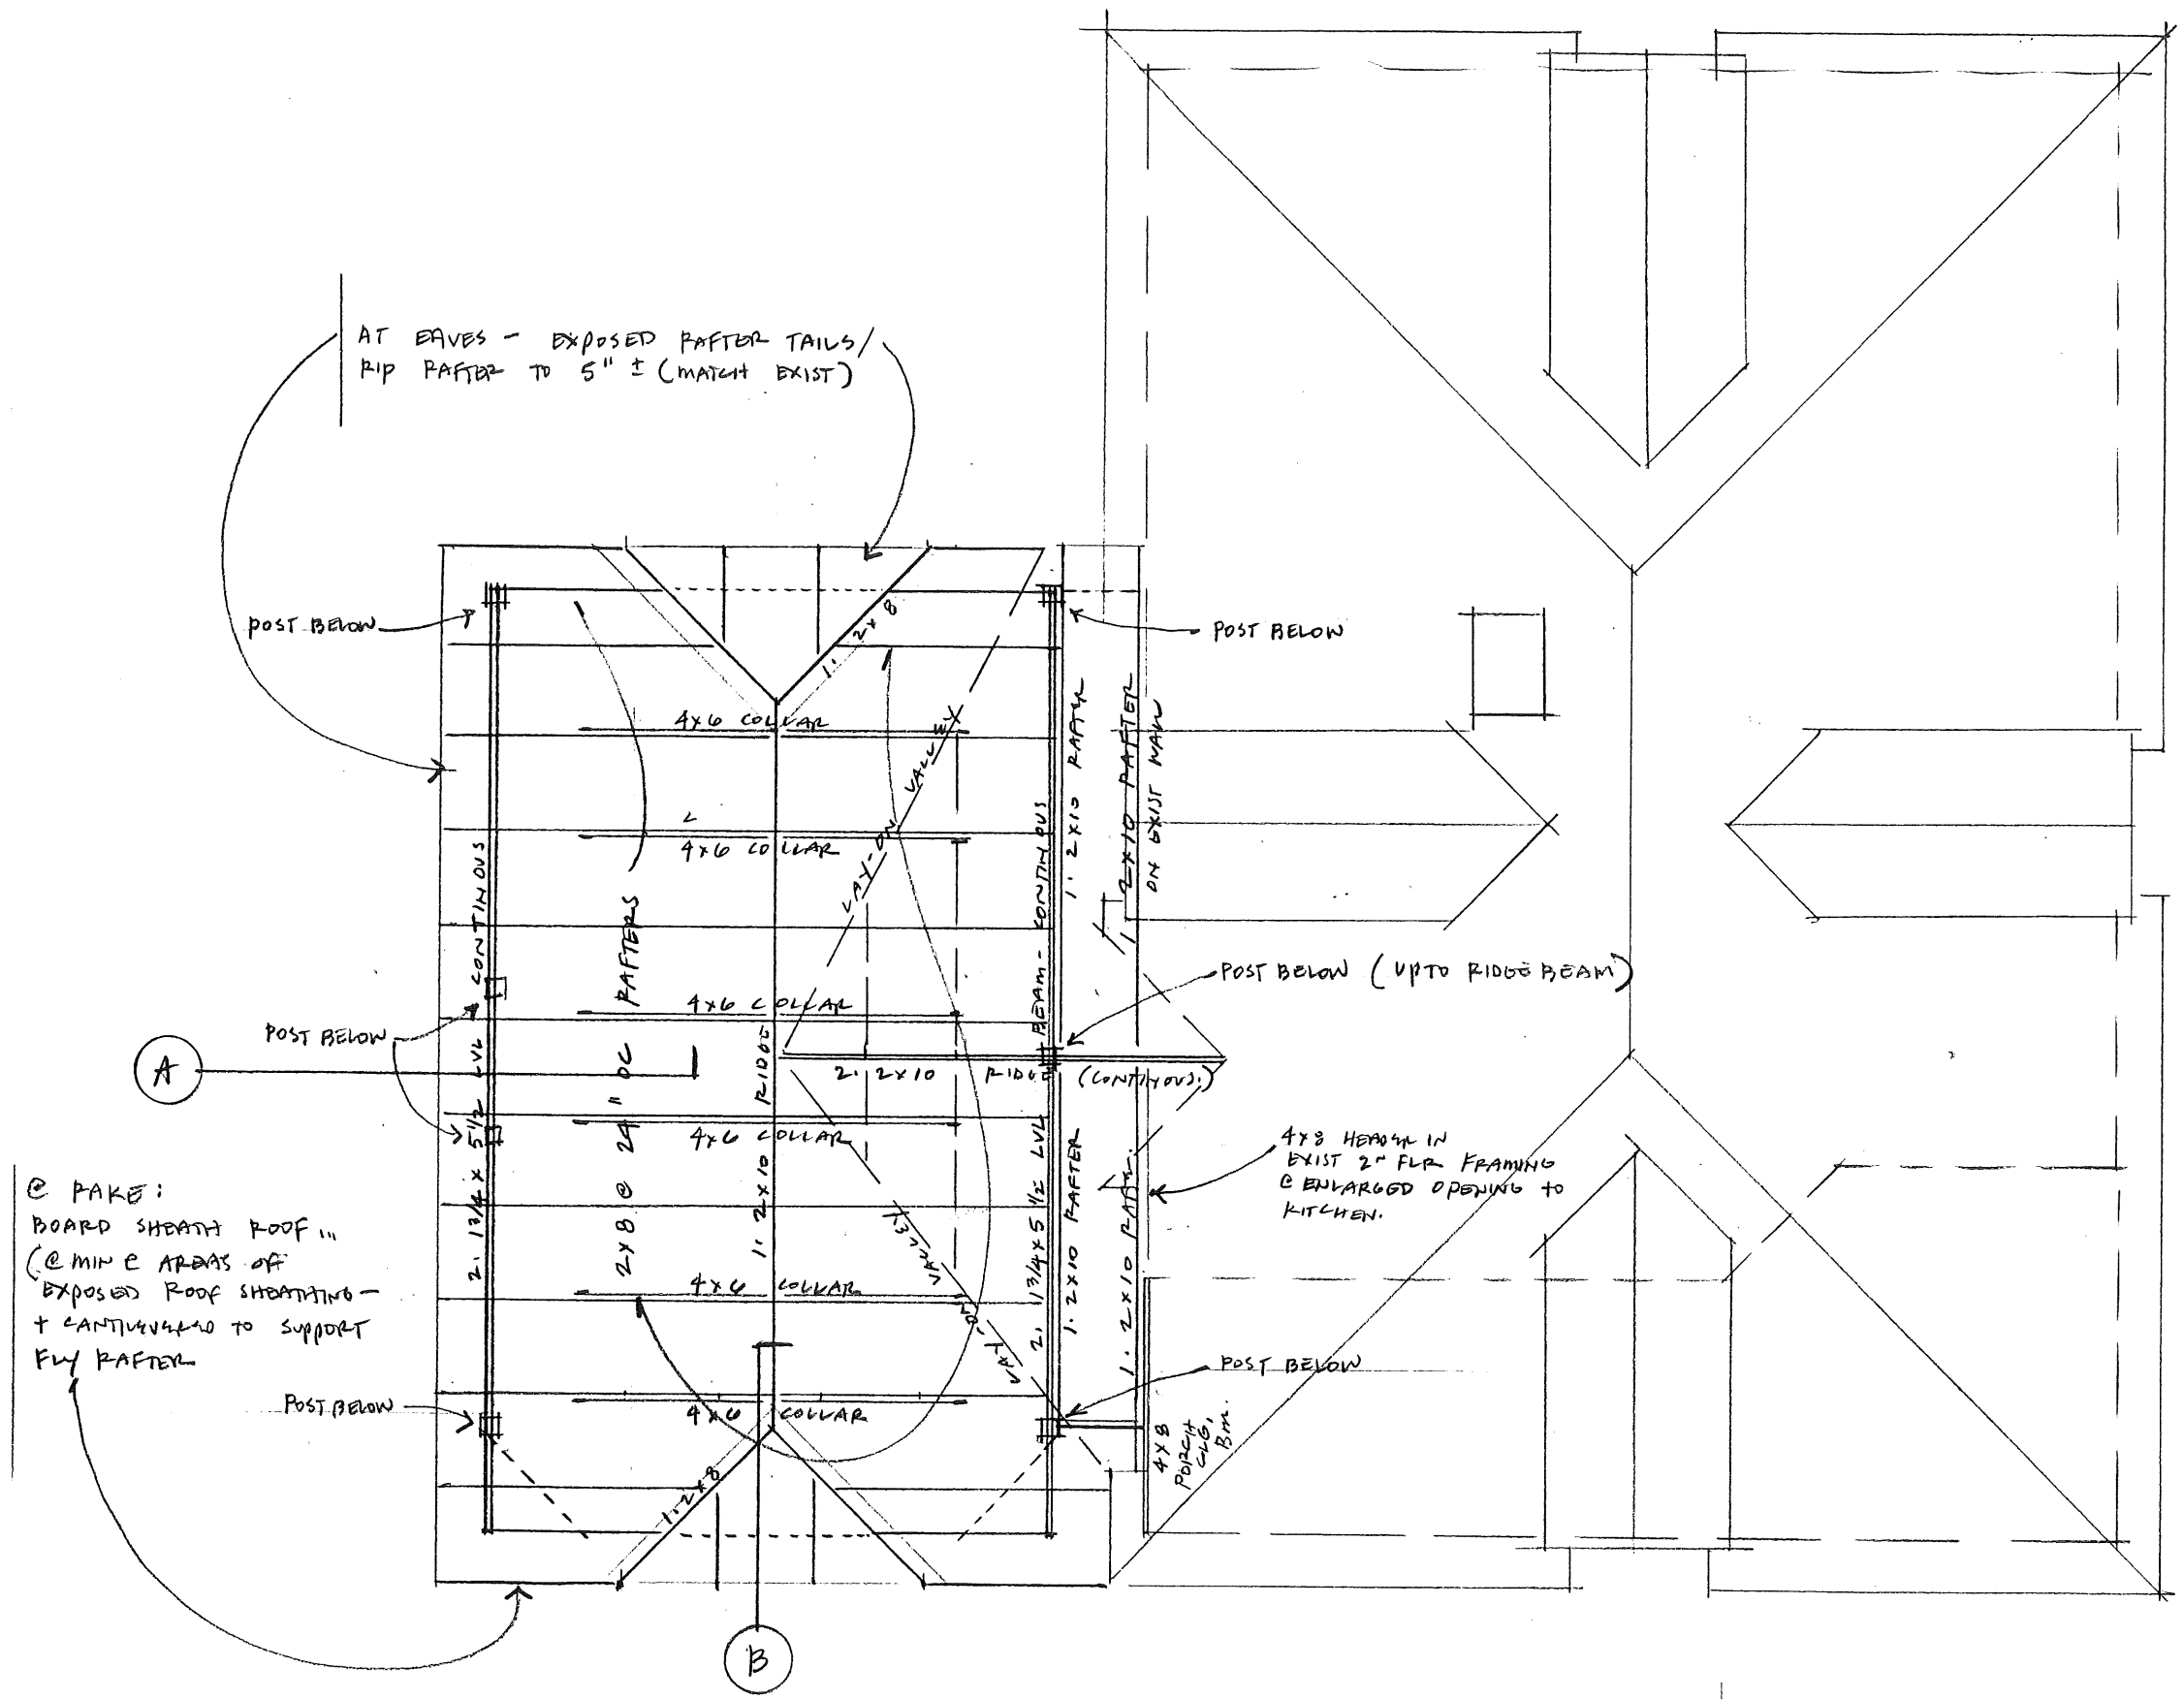 AT EAVES - EXPOSED RAFTER TAILS/
RIP RAFTER TO 5" ± (MATCH EXIST)
POST BELOW
POST BELOW
1. 2x8
4x6 COLLAR
4x6 COLLAR
LAY-ON VALLEY
1. 2x10 RAFTER
1. 2x10 RAFTER
ON EXIST WALL
2. 1 3/4 x 5 1/2 LVL CONTINOUS
2x8 @ 24" OC RAFTERS
1. 2x10 RIDGE
2. 1 3/4 x 5 1/2 LVL BEAM - CONTINOUS
POST BELOW (UP TO RIDGE BEAM)
4x6 COLLAR
POST BELOW
A
2. 2x10 RIDGE (CONTINOUS.)
4x6 COLLAR
4x8 HEADER IN
EXIST 2ND FLR FRAMING
@ ENLARGED OPENING TO
KITCHEN.
@ RAKE:
BOARD SHEATH ROOF...
(@ MIN @ AREAS OF
EXPOSED ROOF SHEATHING -
+ CANTILEVERED TO SUPPORT
FLY RAFTER
4x6 COLLAR
LAY-ON VALLEY
1. 2x10 RAFTER
1. 2x10 RAFTR.
POST BELOW
POST BELOW
4x6 COLLAR
4x8
PORCH
CLG.
BM.
1. 2x8
B